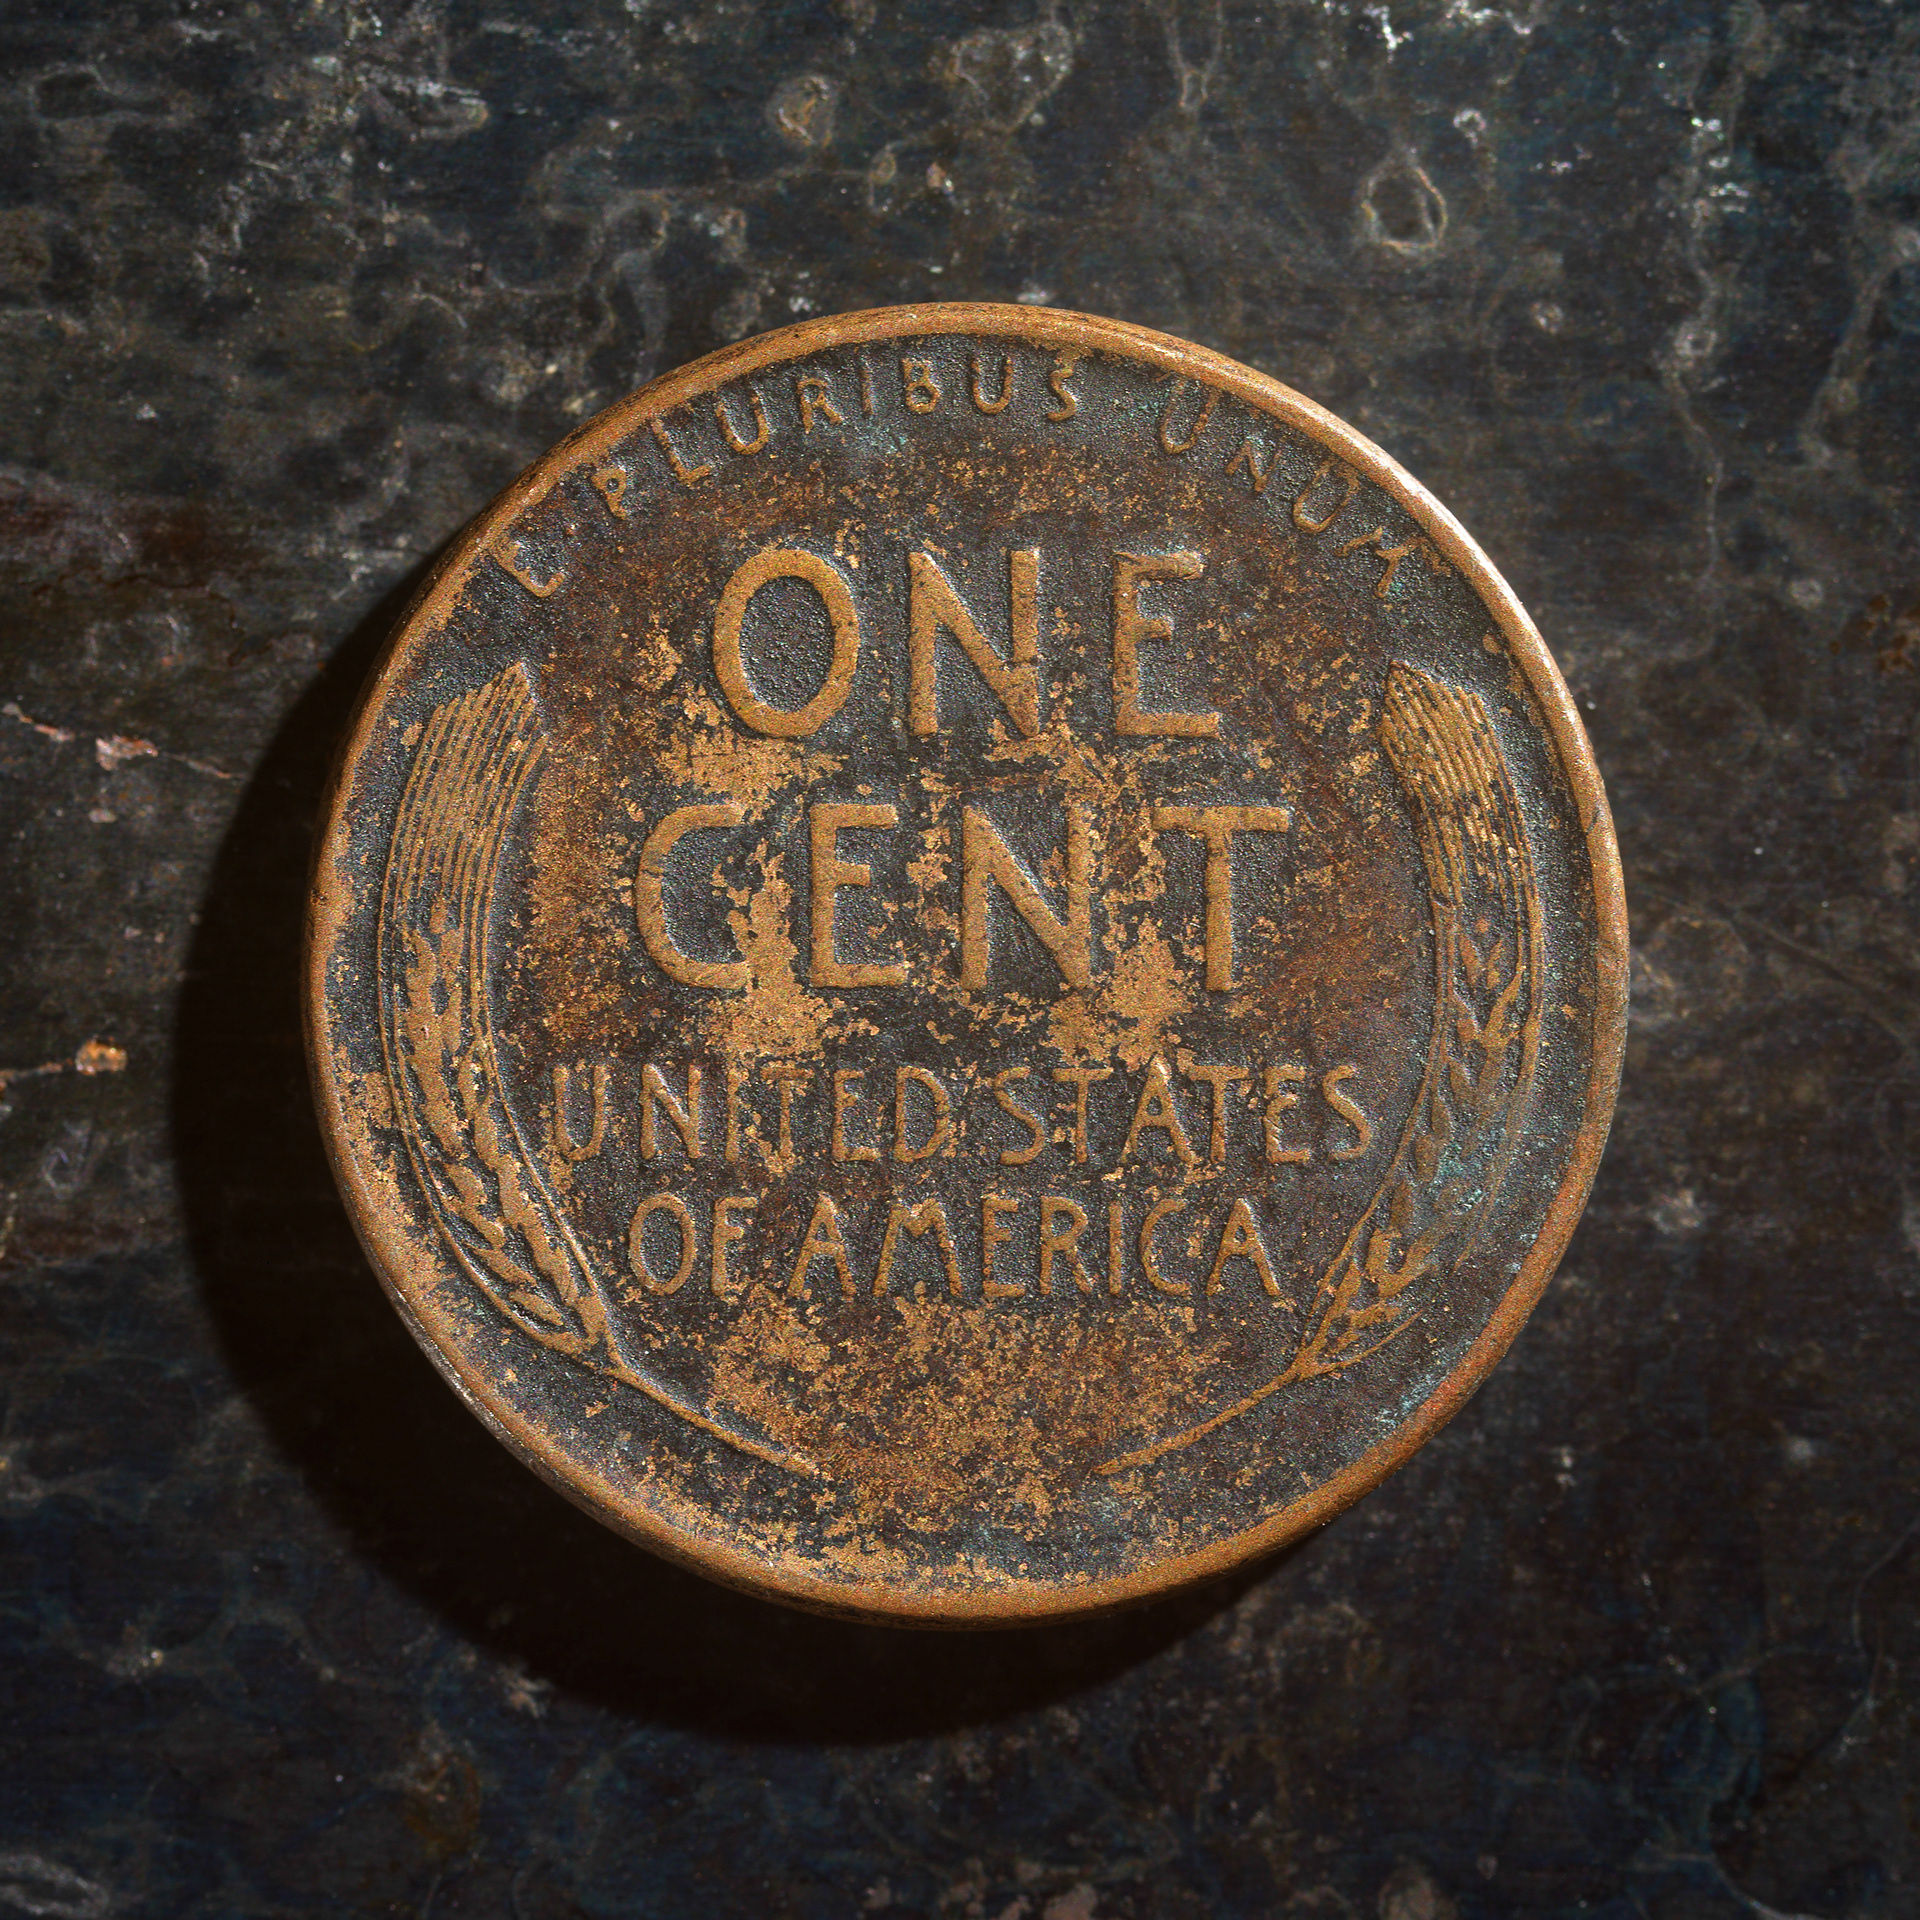 E PLURIBUS UNUM
ONE
CENT
UNITED STATES
OF AMERICA